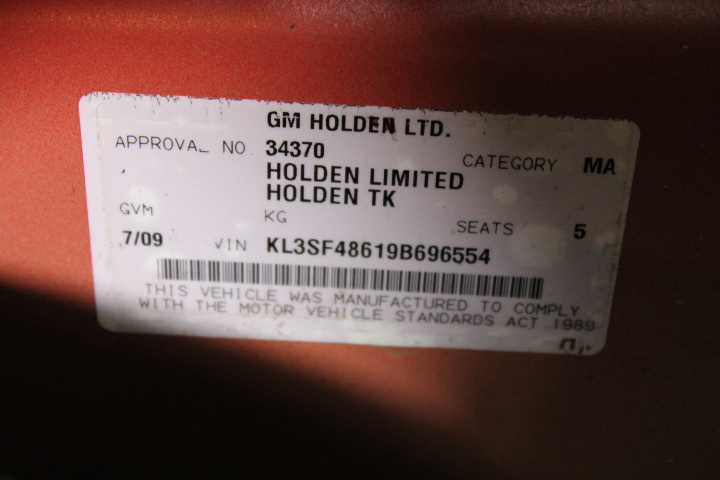 GM HOLDEN LTD.
APPROVAL NO. 34370 CATEGORY MA
HOLDEN LIMITED
HOLDEN TK
GVM KG SEATS 5
7/09 VIN KL3SF48619B696554
THIS VEHICLE WAS MANUFACTURED TO COMPLY
WITH THE MOTOR VEHICLE STANDARDS ACT 1989